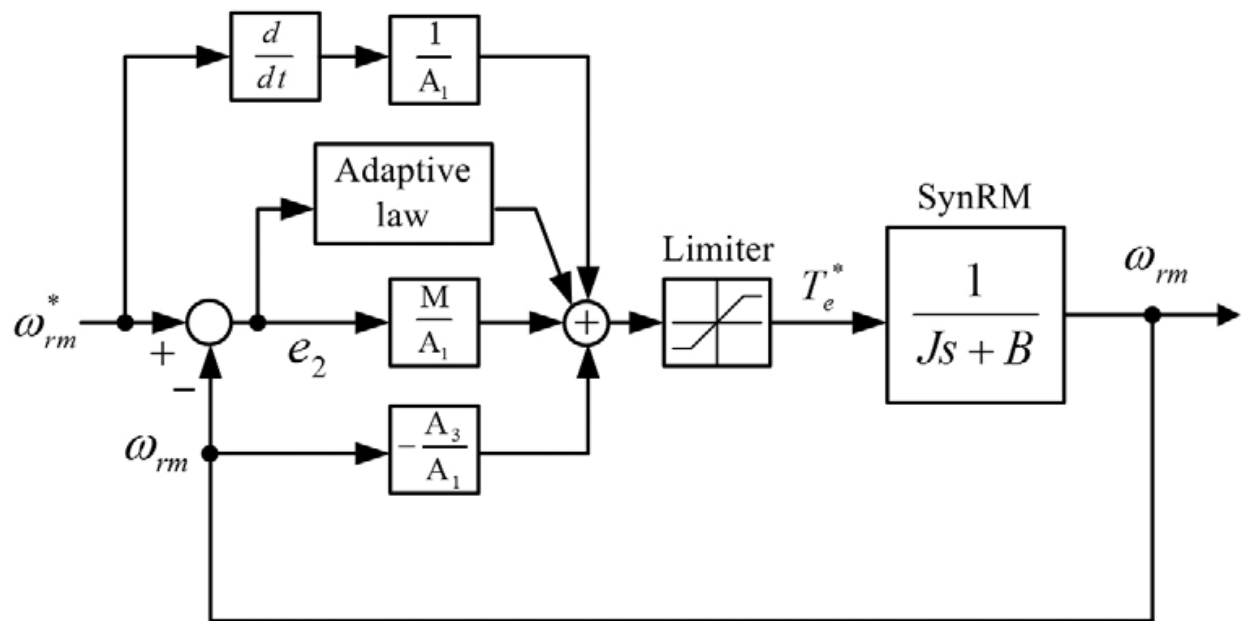 d
dt
1
A₁
Adaptive
law
SynRM
Limiter
ω*ᵣₘ
+
−
e₂
M
A₁
+
T*ₑ
1
Js + B
ωᵣₘ
ωᵣₘ
−A₃
A₁